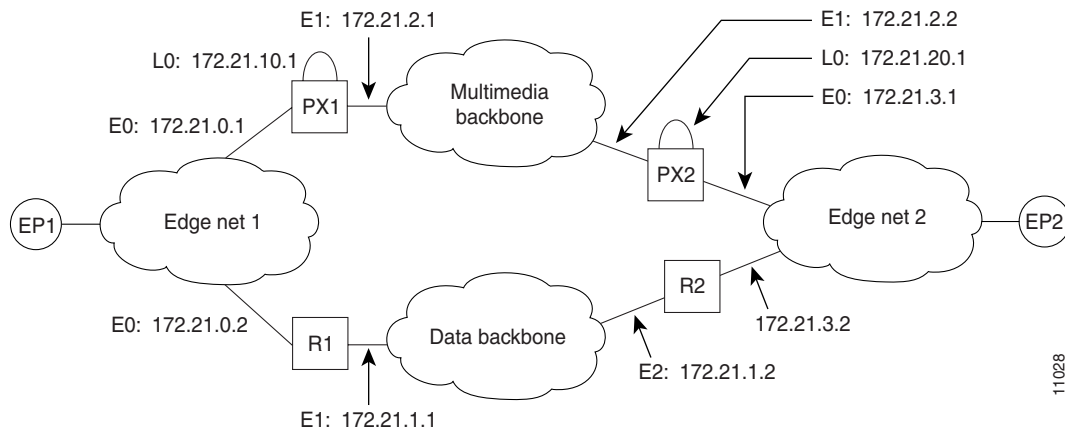 E1: 172.21.2.1
E1: 172.21.2.2
L0: 172.21.10.1
L0: 172.21.20.1
PX1
Multimedia
backbone
E0: 172.21.3.1
E0: 172.21.0.1
PX2
EP1
Edge net 1
Edge net 2
EP2
R2
E0: 172.21.0.2
R1
Data backbone
172.21.3.2
E2: 172.21.1.2
E1: 172.21.1.1
11028